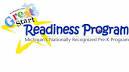 Great
Start
Readiness Program
Michigan's Nationally Recognized Pre-K Program